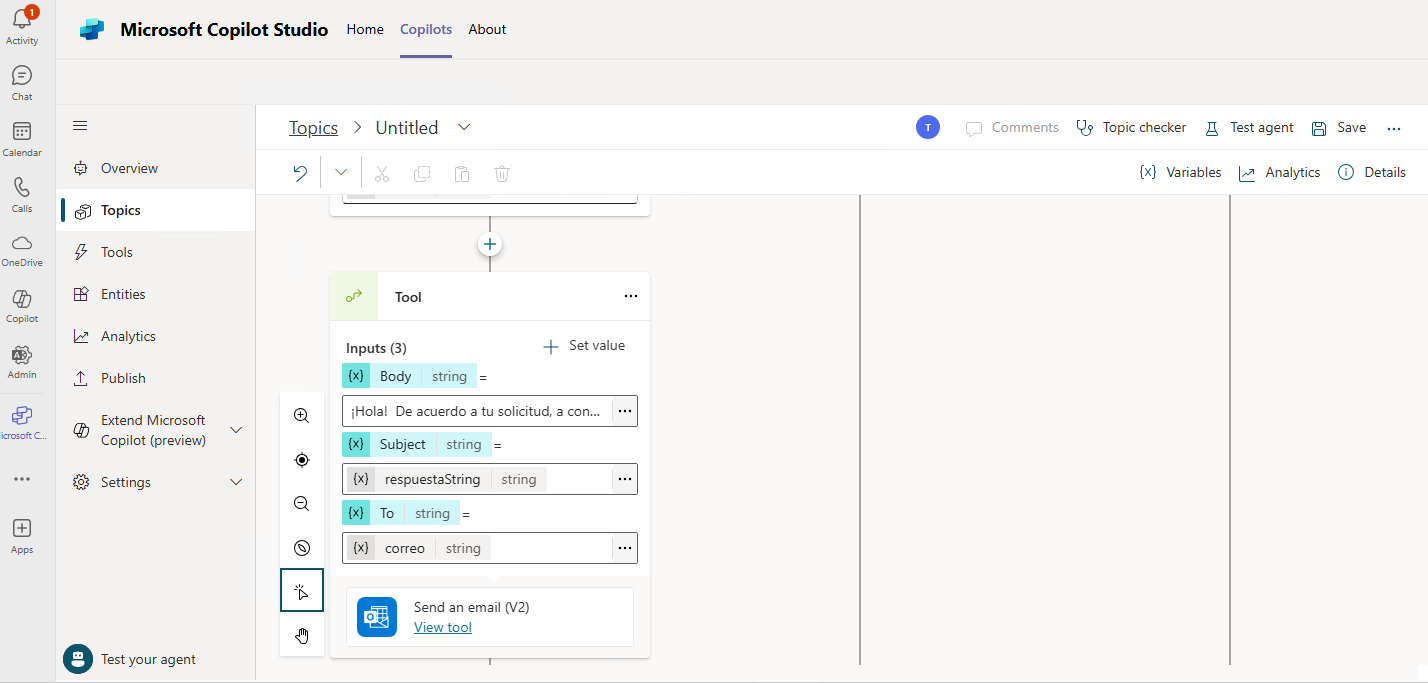 1
Activity
Chat
Calendar
Calls
OneDrive
Copilot
Admin
icrosoft C...
Apps
Microsoft Copilot Studio Home Copilots About
Overview
Topics
Tools
Entities
Analytics
Publish
Extend Microsoft
Copilot (preview)
Settings
Test your agent
Topics > Untitled
T Comments Topic checker Test agent Save ...
{x} Variables Analytics Details
Tool ...
Inputs (3) + Set value
{x} Body string =
¡Hola! De acuerdo a tu solicitud, a con... ...
{x} Subject string =
{x} respuestaString string ...
{x} To string =
{x} correo string ...
Send an email (V2)
View tool